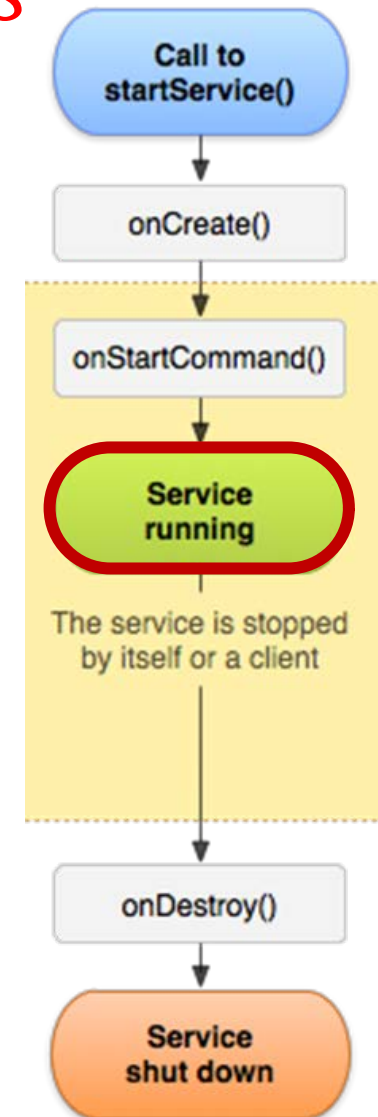 s
Call to
startService()
onCreate()
onStartCommand()
Service
running
The service is stopped
by itself or a client
onDestroy()
Service
shut down